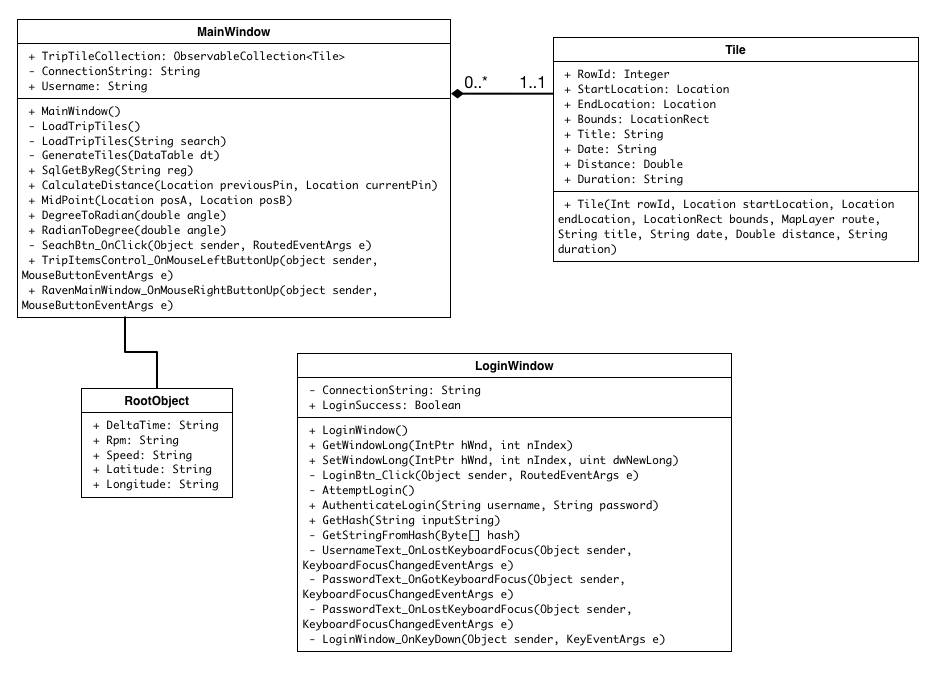 MainWindow
+ TripTileCollection: ObservableCollection<Tile>
- ConnectionString: String
+ Username: String
+ MainWindow()
- LoadTripTiles()
- LoadTripTiles(String search)
- GenerateTiles(DataTable dt)
+ SqlGetByReg(String reg)
+ CalculateDistance(Location previousPin, Location currentPin)
+ MidPoint(Location posA, Location posB)
+ DegreeToRadian(double angle)
+ RadianToDegree(double angle)
- SeachBtn_OnClick(Object sender, RoutedEventArgs e)
+ TripItemsControl_OnMouseLeftButtonUp(object sender,
MouseButtonEventArgs e)
+ RavenMainWindow_OnMouseRightButtonUp(object sender,
MouseButtonEventArgs e)
0..*
1..1
Tile
+ RowId: Integer
+ StartLocation: Location
+ EndLocation: Location
+ Bounds: LocationRect
+ Title: String
+ Date: String
+ Distance: Double
+ Duration: String
+ Tile(Int rowId, Location startLocation, Location
endLocation, LocationRect bounds, MapLayer route,
String title, String date, Double distance, String
duration)
RootObject
+ DeltaTime: String
+ Rpm: String
+ Speed: String
+ Latitude: String
+ Longitude: String
LoginWindow
- ConnectionString: String
+ LoginSuccess: Boolean
+ LoginWindow()
+ GetWindowLong(IntPtr hWnd, int nIndex)
+ SetWindowLong(IntPtr hWnd, int nIndex, uint dwNewLong)
- LoginBtn_Click(Object sender, RoutedEventArgs e)
- AttemptLogin()
+ AuthenticateLogin(String username, String password)
+ GetHash(String inputString)
- GetStringFromHash(Byte[] hash)
- UsernameText_OnLostKeyboardFocus(Object sender,
KeyboardFocusChangedEventArgs e)
- PasswordText_OnGotKeyboardFocus(Object sender,
KeyboardFocusChangedEventArgs e)
- PasswordText_OnLostKeyboardFocus(Object sender,
KeyboardFocusChangedEventArgs e)
- LoginWindow_OnKeyDown(Object sender, KeyEventArgs e)